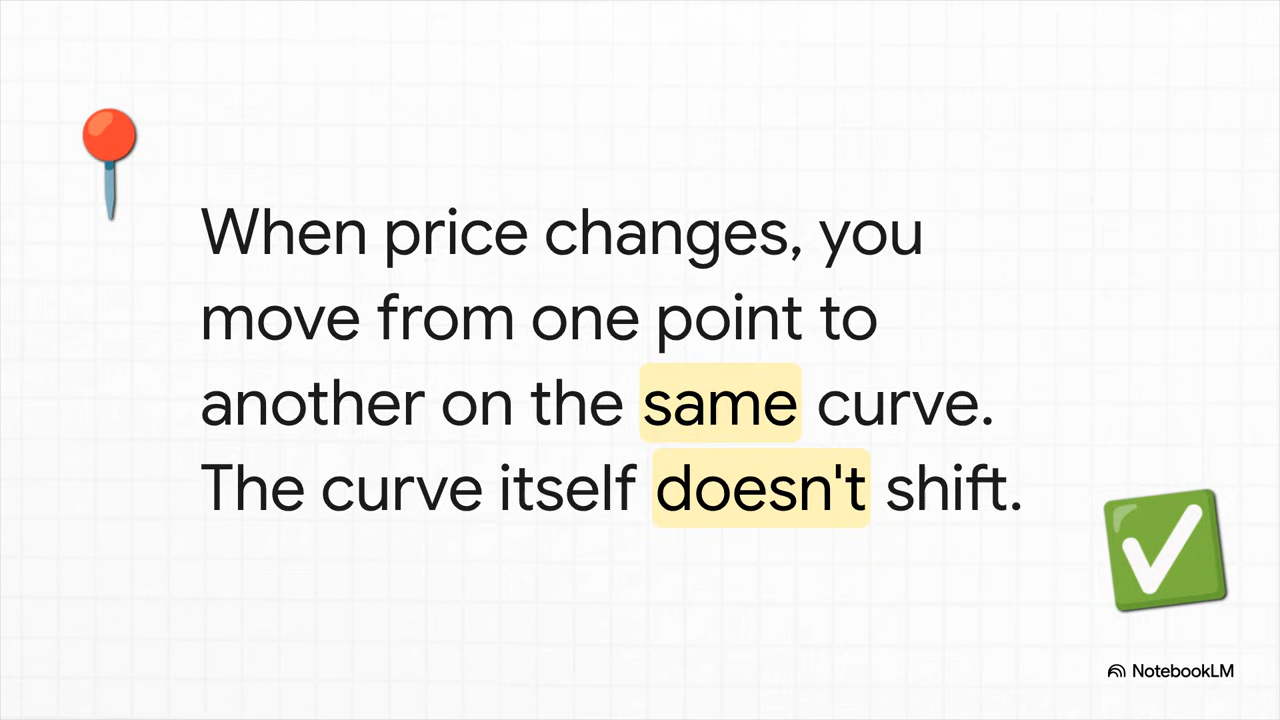 When price changes, you
move from one point to
another on the same curve.
The curve itself doesn't shift.
NotebookLM